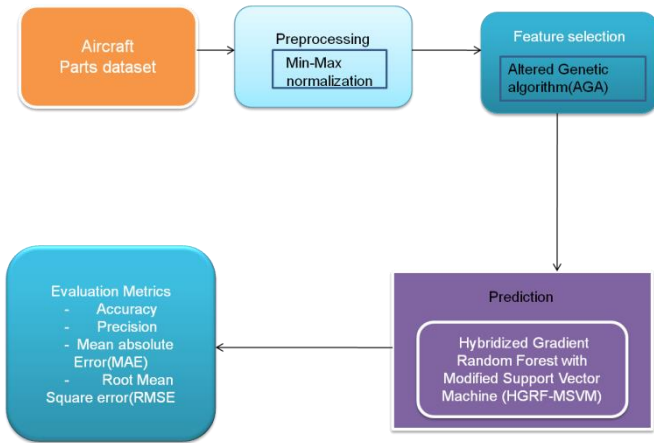 Aircraft
Parts dataset
Preprocessing
Min-Max
normalization
Feature selection
Altered Genetic
algorithm(AGA)
Prediction
Hybridized Gradient
Random Forest with
Modified Support Vector
Machine (HGRF-MSVM)
Evaluation Metrics
- Accuracy
- Precision
- Mean absolute
Error(MAE)
- Root Mean
Square error(RMSE